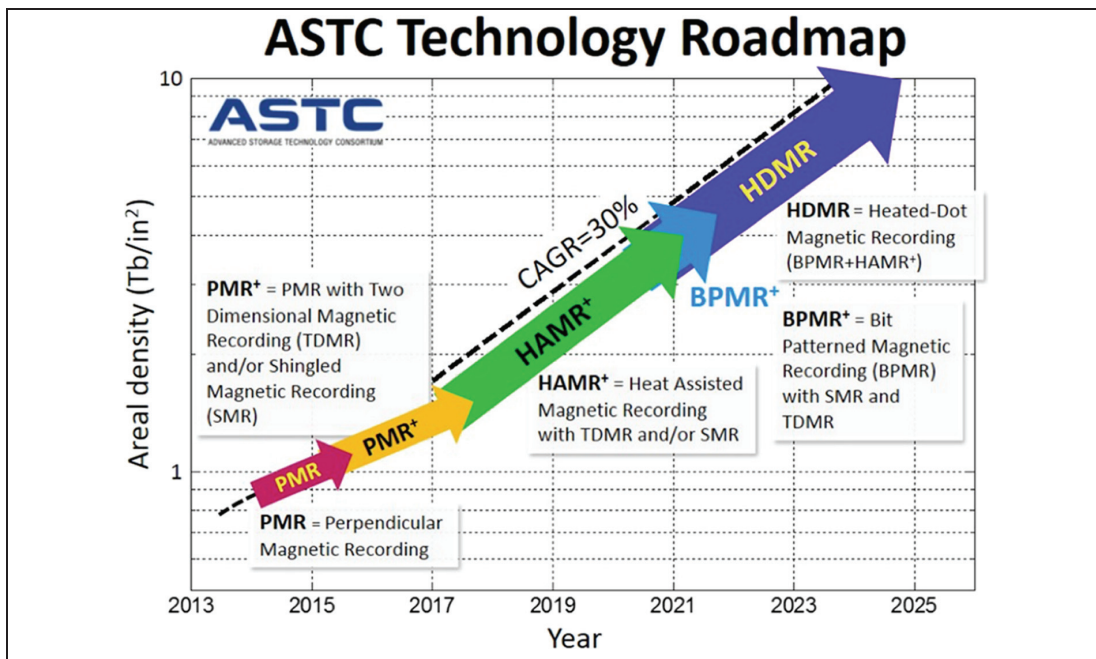 ASTC Technology Roadmap
10
ASTC
ADVANCED STORAGE TECHNOLOGY CONSORTIUM
HDMR
CAGR=30%
HDMR = Heated-Dot
Magnetic Recording
(BPMR+HAMR⁺)
PMR⁺ = PMR with Two
Dimensional Magnetic
Recording (TDMR)
and/or Shingled
Magnetic Recording
(SMR)
HAMR⁺
BPMR⁺
BPMR⁺ = Bit
Patterned Magnetic
Recording (BPMR)
with SMR and
TDMR
HAMR⁺ = Heat Assisted
Magnetic Recording
with TDMR and/or SMR
PMR⁺
1
PMR
PMR = Perpendicular
Magnetic Recording
Areal density (Tb/in²)
2013 2015 2017 2019 2021 2023 2025
Year